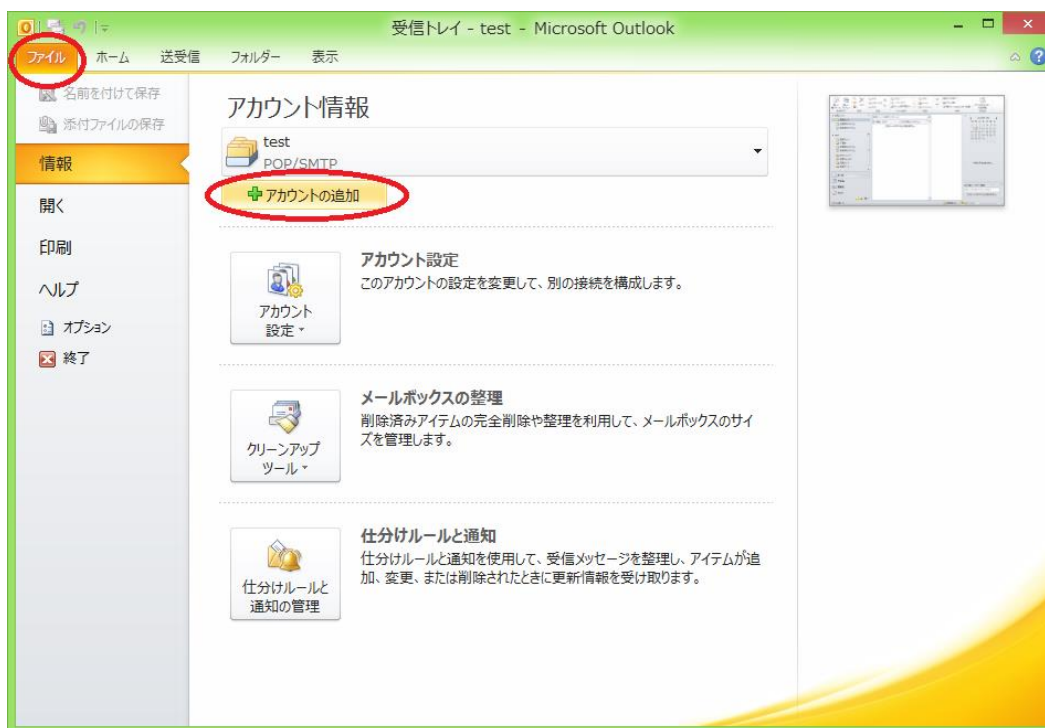 受信トレイ - test - Microsoft Outlook
ファイル ホーム 送受信 フォルダー 表示
名前を付けて保存
添付ファイルの保存
情報
開く
印刷
ヘルプ
オプション
終了
アカウント情報
test
POP/SMTP
アカウントの追加
アカウント
設定
アカウント設定
このアカウントの設定を変更して、別の接続を構成します。
クリーンアップ
ツール
メールボックスの整理
削除済みアイテムの完全削除や整理を利用して、メールボックスのサイ
ズを管理します。
仕分けルールと
通知の管理
仕分けルールと通知
仕分けルールと通知を使用して、受信メッセージを整理し、アイテムが追
加、変更、または削除されたときに更新情報を受け取ります。